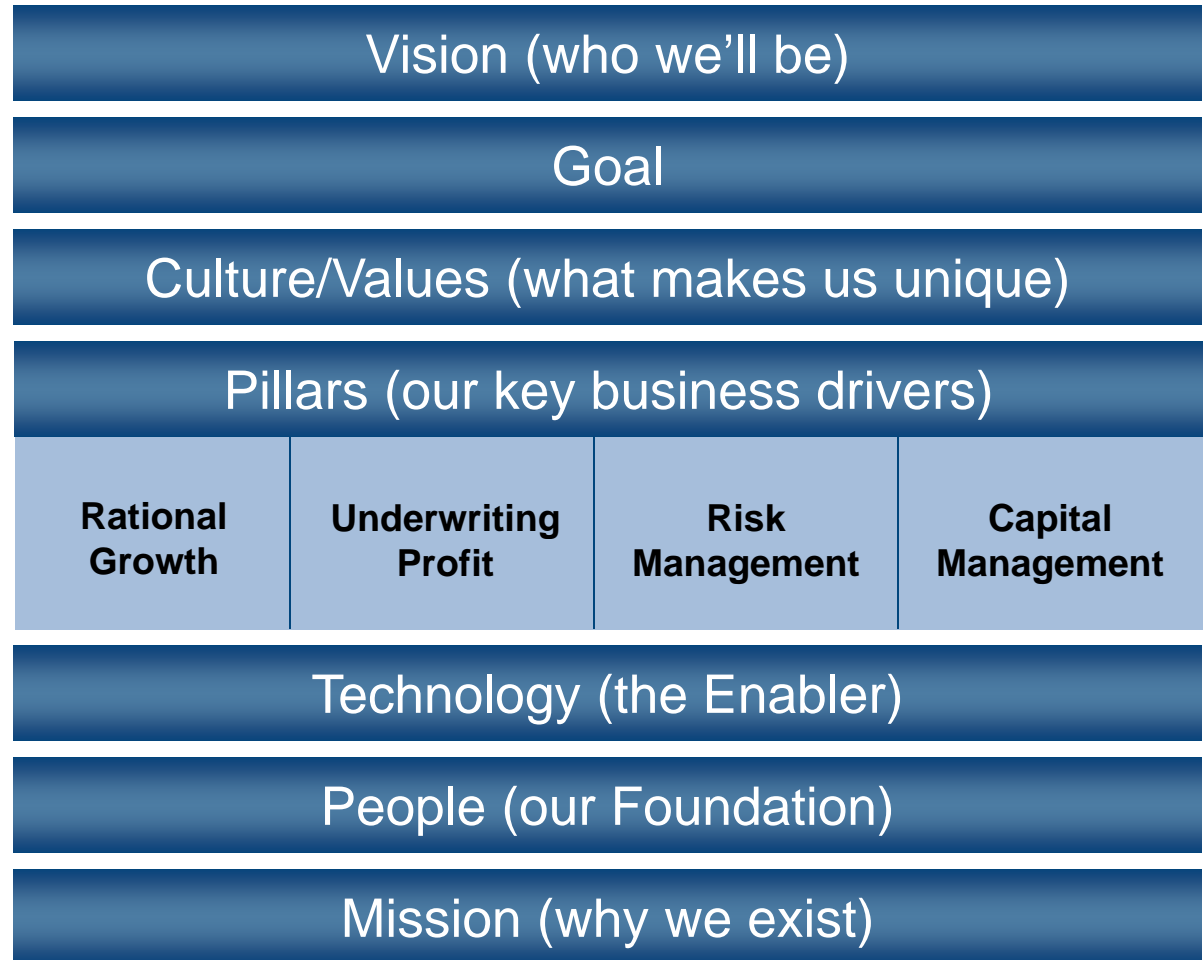 Vision (who we’ll be)
Goal
Culture/Values (what makes us unique)
Pillars (our key business drivers)
Rational
Growth
Underwriting
Profit
Risk
Management
Capital
Management
Technology (the Enabler)
People (our Foundation)
Mission (why we exist)